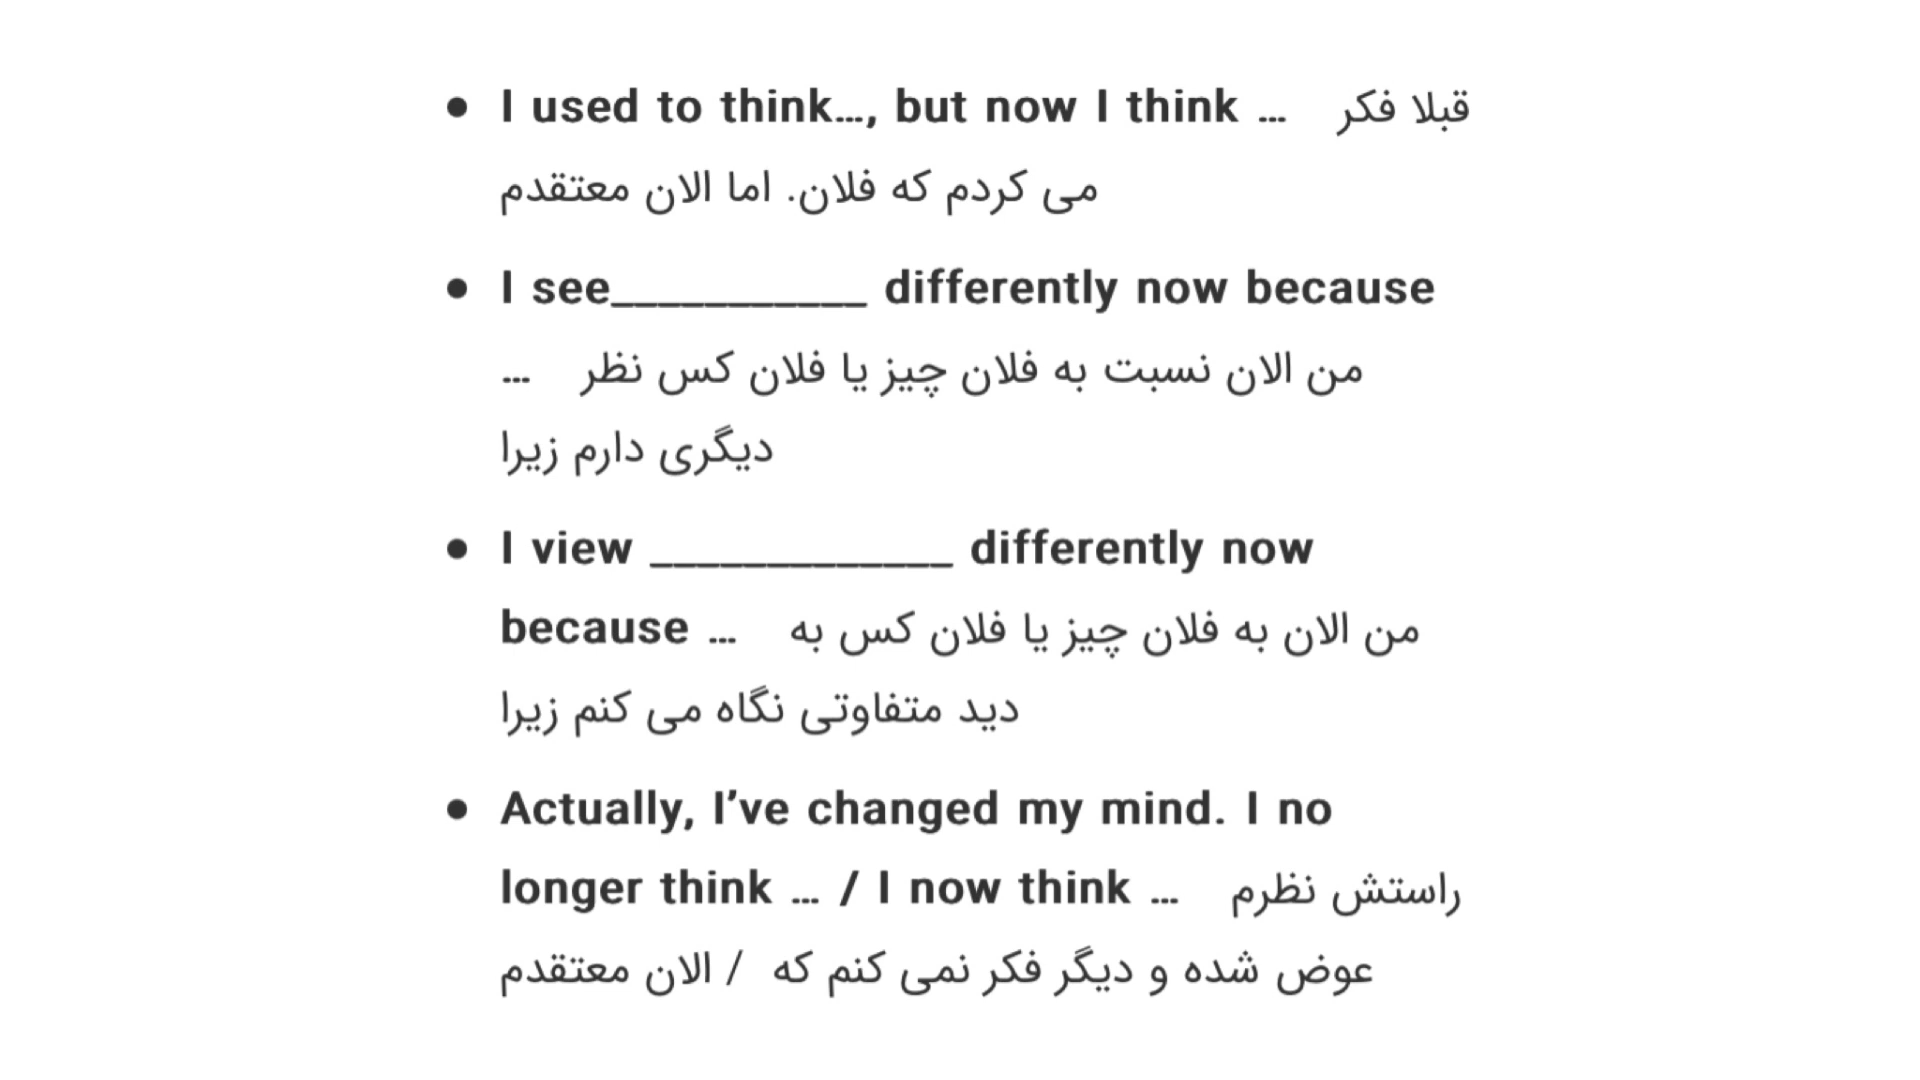 ● I used to think…, but now I think … قبلا فکر
می کردم که فلان. اما الان معتقدم
● I see___________ differently now because
… من الان نسبت به فلان چیز یا فلان کس نظر
دیگری دارم زیرا
● I view _____________ differently now
because … من الان به فلان چیز یا فلان کس به
دید متفاوتی نگاه می کنم زیرا
● Actually, I’ve changed my mind. I no
longer think … / I now think … راستش نظرم
عوض شده و دیگر فکر نمی کنم که / الان معتقدم